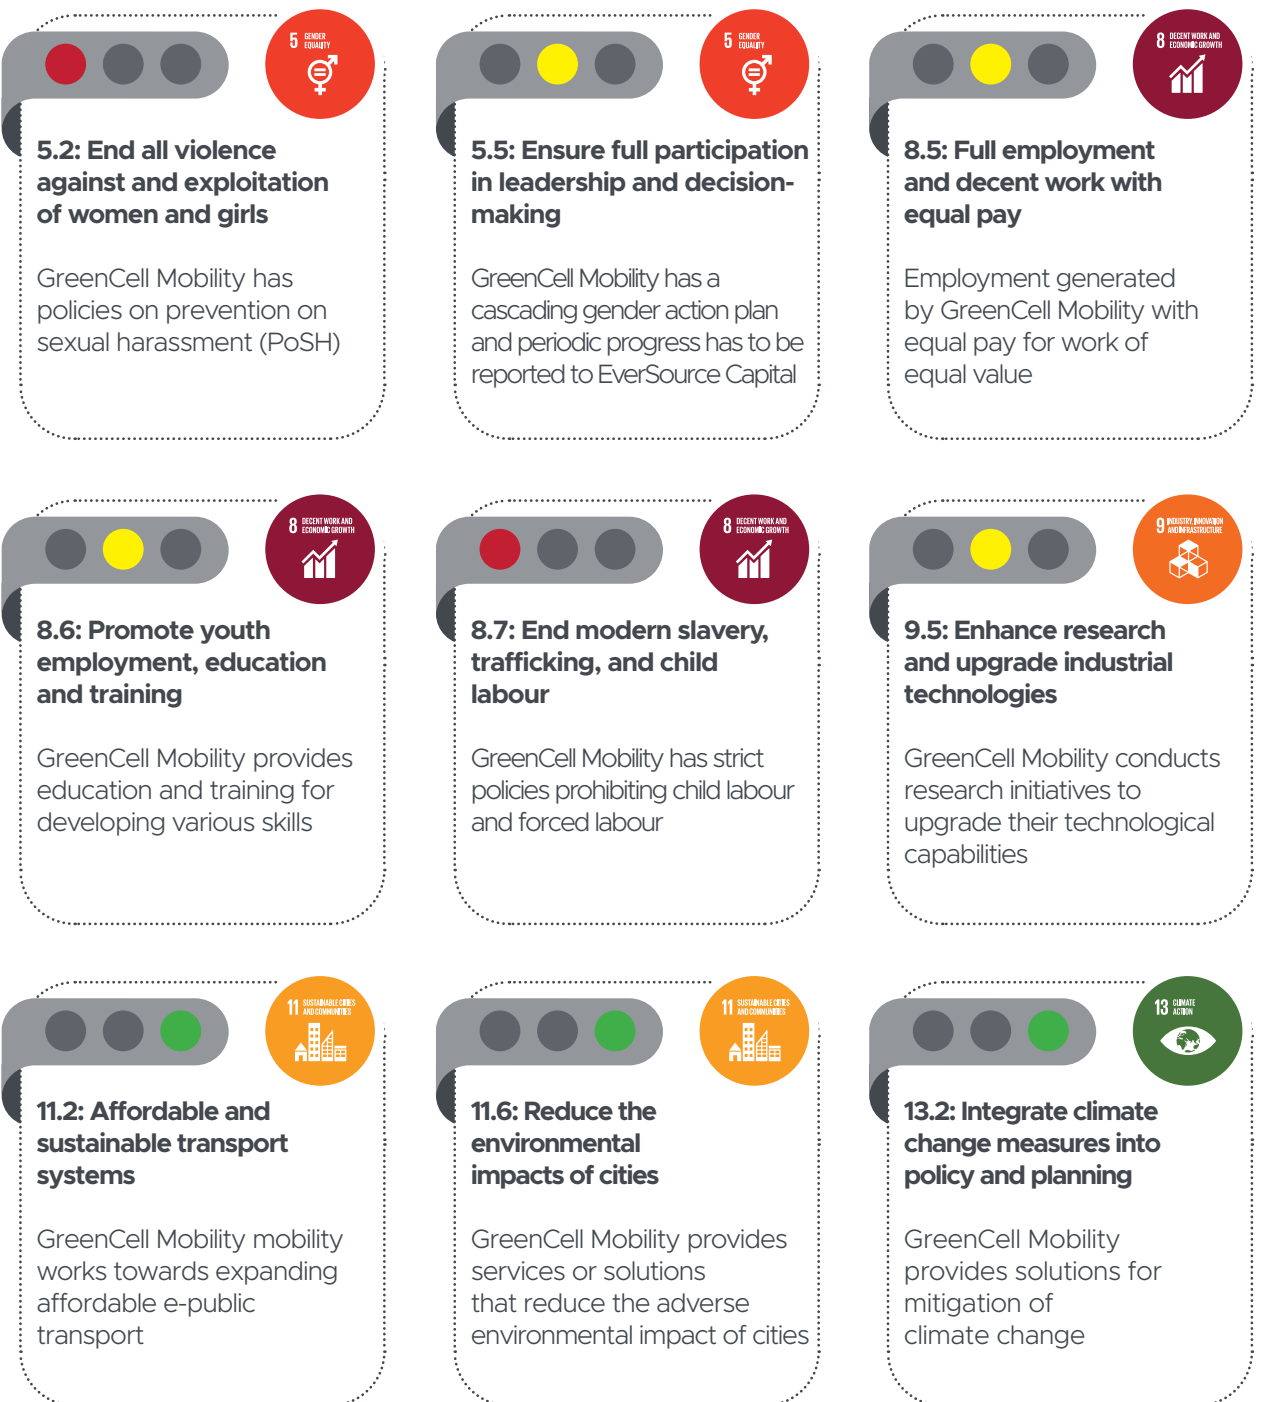 5 GENDER
EQUALITY
5.2: End all violence
against and exploitation
of women and girls
GreenCell Mobility has
policies on prevention on
sexual harassment (PoSH)
5 GENDER
EQUALITY
5.5: Ensure full participation
in leadership and decision-
making
GreenCell Mobility has a
cascading gender action plan
and periodic progress has to be
reported to EverSource Capital
8 DECENT WORK AND
ECONOMIC GROWTH
8.5: Full employment
and decent work with
equal pay
Employment generated
by GreenCell Mobility with
equal pay for work of
equal value
8 DECENT WORK AND
ECONOMIC GROWTH
8.6: Promote youth
employment, education
and training
GreenCell Mobility provides
education and training for
developing various skills
8 DECENT WORK AND
ECONOMIC GROWTH
8.7: End modern slavery,
trafficking, and child
labour
GreenCell Mobility has strict
policies prohibiting child labour
and forced labour
9 INDUSTRY, INNOVATION
AND INFRASTRUCTURE
9.5: Enhance research
and upgrade industrial
technologies
GreenCell Mobility conducts
research initiatives to
upgrade their technological
capabilities
11 SUSTAINABLE CITIES
AND COMMUNITIES
11.2: Affordable and
sustainable transport
systems
GreenCell Mobility mobility
works towards expanding
affordable e-public
transport
11 SUSTAINABLE CITIES
AND COMMUNITIES
11.6: Reduce the
environmental
impacts of cities
GreenCell Mobility provides
services or solutions
that reduce the adverse
environmental impact of cities
13 CLIMATE
ACTION
13.2: Integrate climate
change measures into
policy and planning
GreenCell Mobility
provides solutions for
mitigation of
climate change